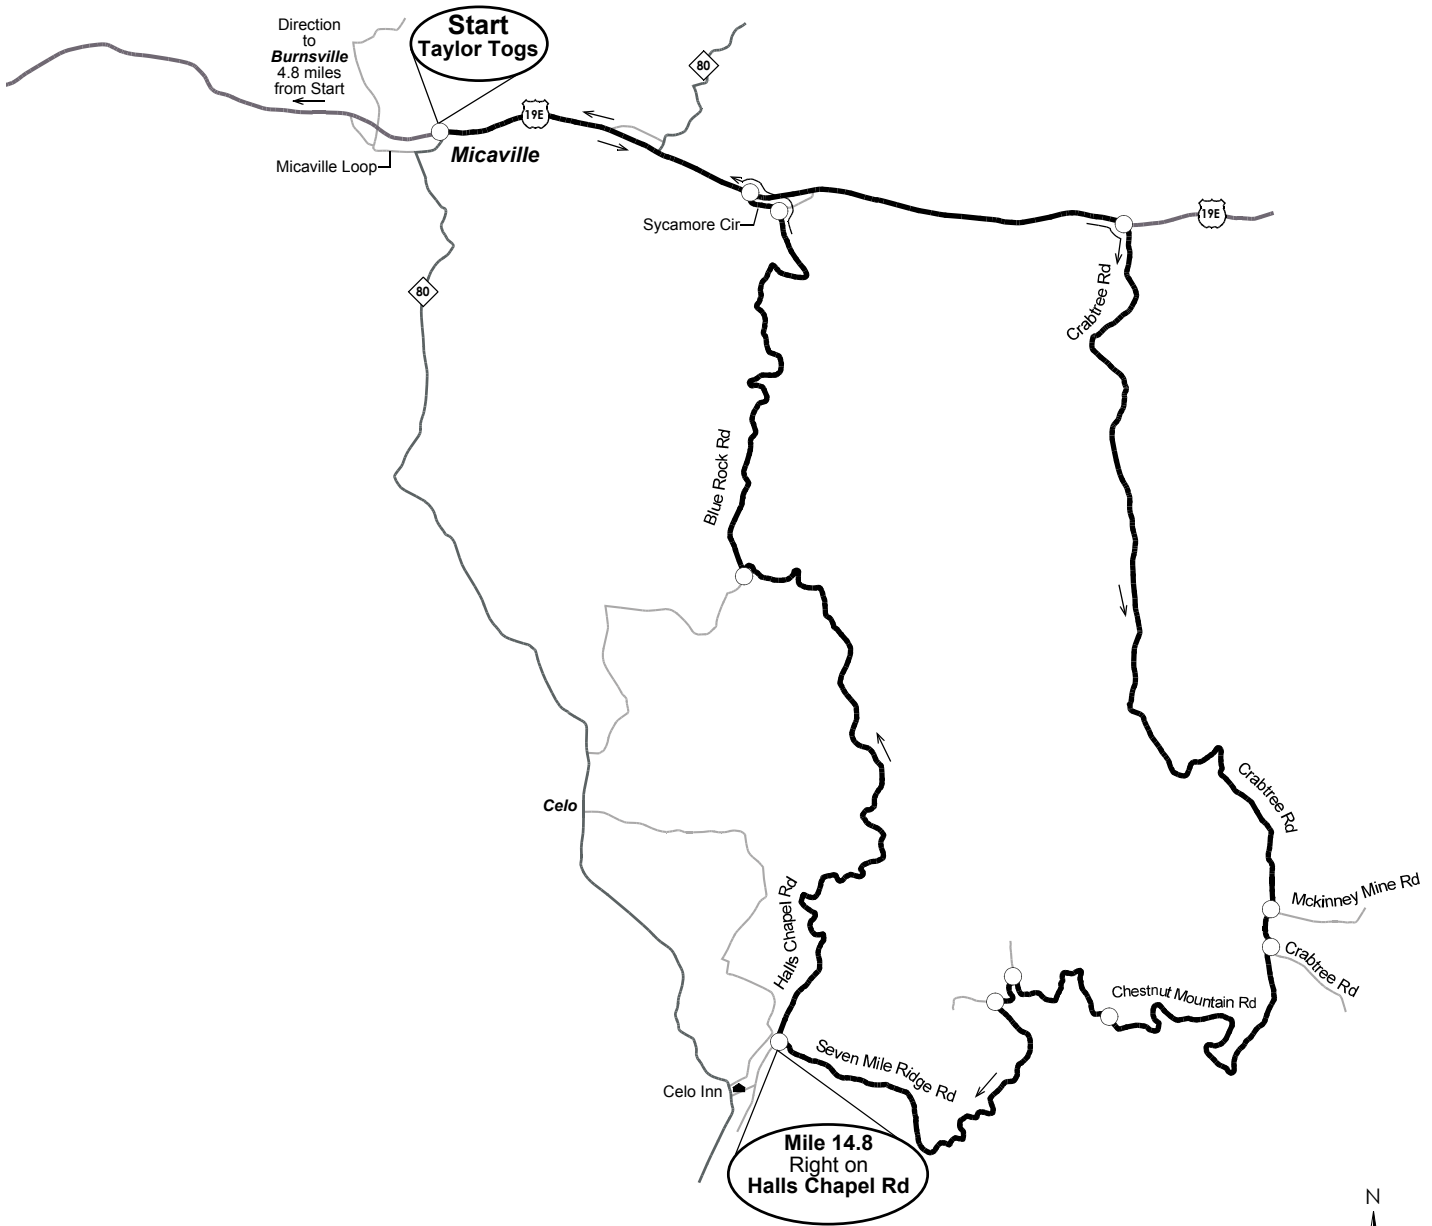 Direction
to
Burnsville
4.8 miles
from Start
Start
Taylor Togs
80
19E
Micaville
Micaville Loop
Sycamore Cir
19E
80
Crabtree Rd
Blue Rock Rd
Crabtree Rd
Celo
Mckinney Mine Rd
Halls Chapel Rd
Crabtree Rd
Chestnut Mountain Rd
Seven Mile Ridge Rd
Celo Inn
Mile 14.8
Right on
Halls Chapel Rd
N